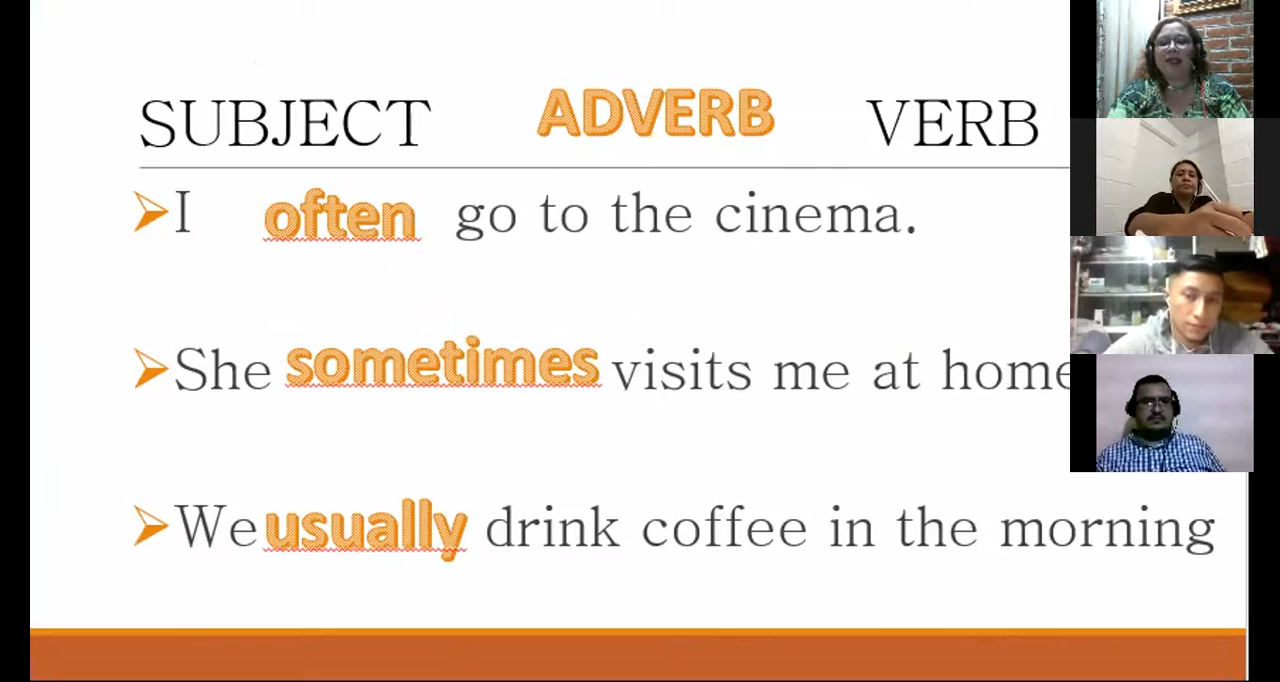 SUBJECT ADVERB VERB
I often go to the cinema.
She sometimes visits me at home
We usually drink coffee in the morning